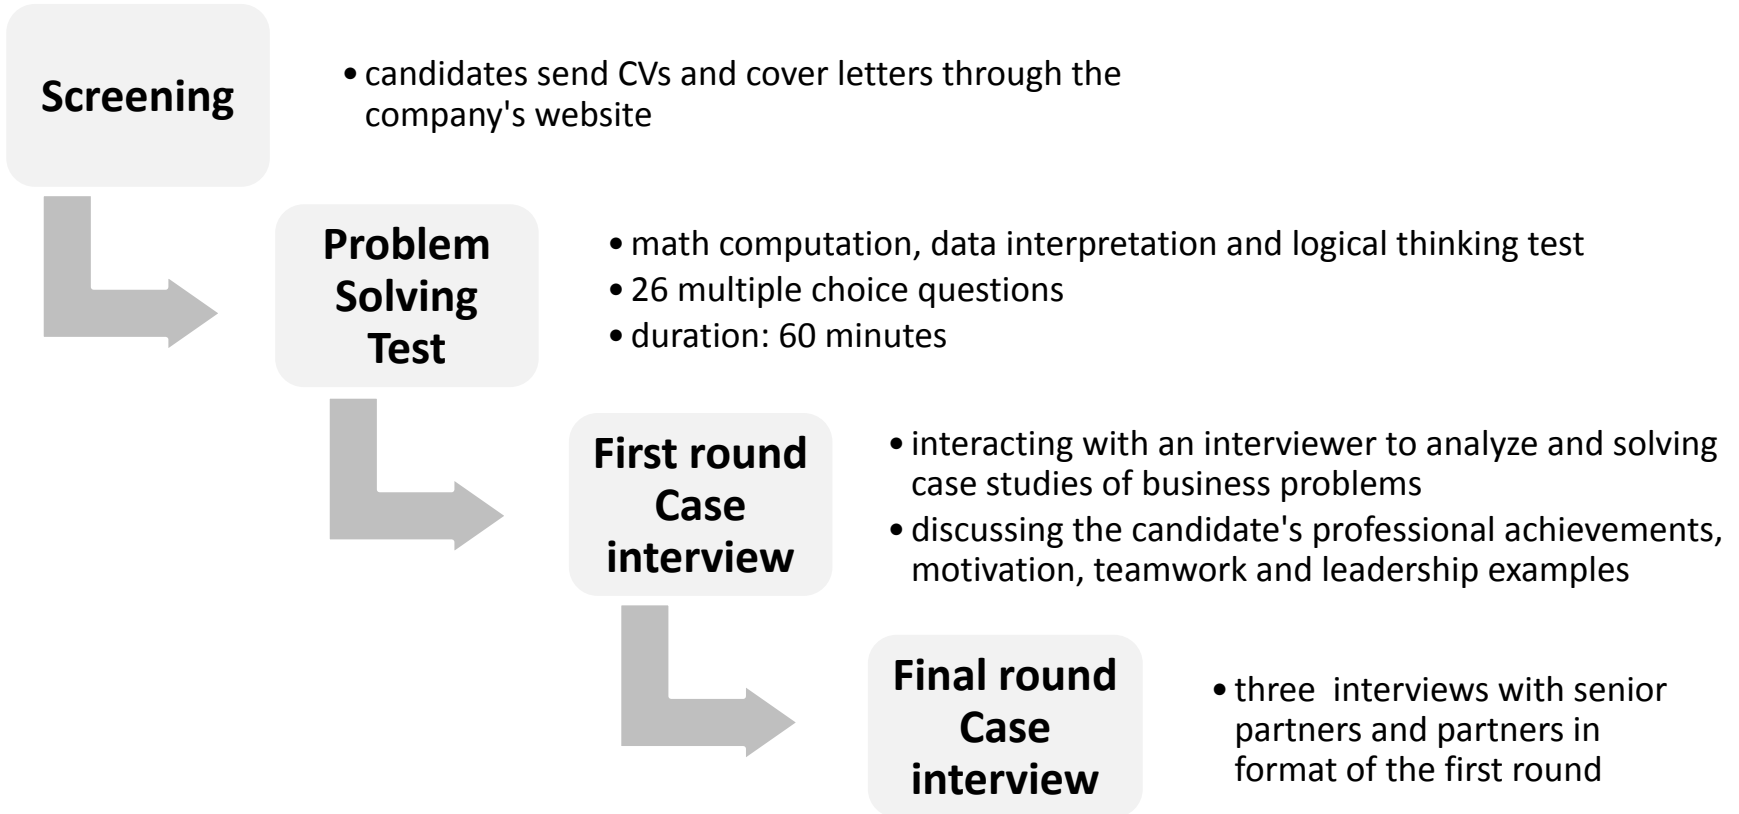 Screening
• candidates send CVs and cover letters through the
company's website
Problem
Solving
Test
• math computation, data interpretation and logical thinking test
• 26 multiple choice questions
• duration: 60 minutes
First round
Case
interview
• interacting with an interviewer to analyze and solving
case studies of business problems
• discussing the candidate's professional achievements,
motivation, teamwork and leadership examples
Final round
Case
interview
• three  interviews with senior
partners and partners in
format of the first round